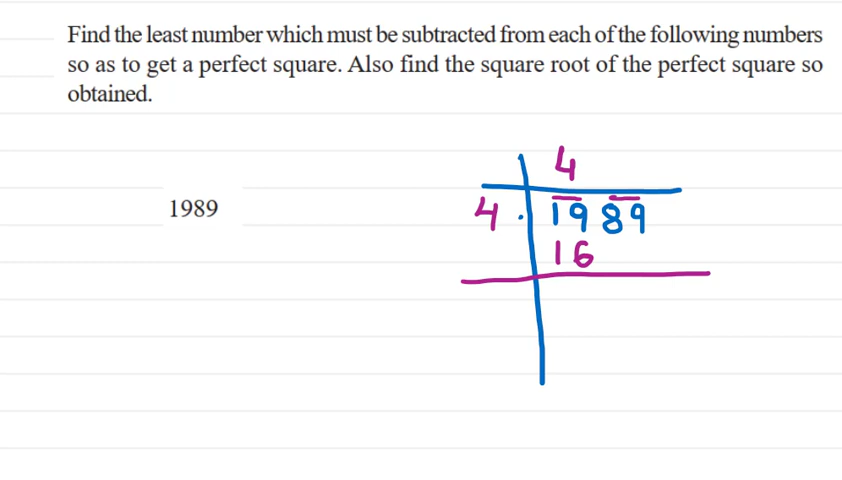 Find the least number which must be subtracted from each of the following numbers
so as to get a perfect square. Also find the square root of the perfect square so
obtained.
4
1989
4 1989
16